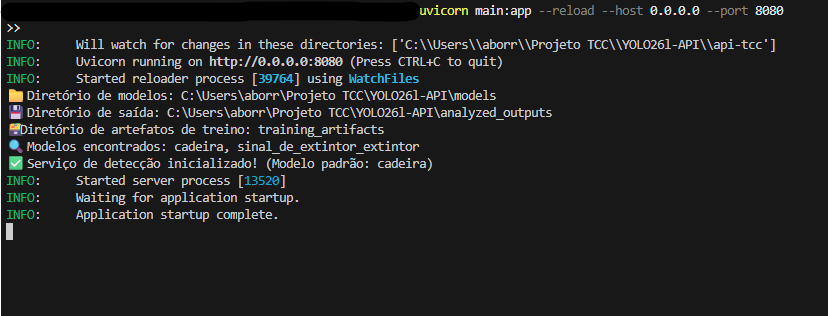 uvicorn main:app --reload --host 0.0.0.0 --port 8080
>>
INFO:     Will watch for changes in these directories: ['C:\\Users\\aborr\\Projeto TCC\\YOLO26l-API\\api-tcc']
INFO:     Uvicorn running on http://0.0.0.0:8080 (Press CTRL+C to quit)
INFO:     Started reloader process [39764] using WatchFiles
📁 Diretório de modelos: C:\Users\aborr\Projeto TCC\YOLO26l-API\models
💾 Diretório de saída: C:\Users\aborr\Projeto TCC\YOLO26l-API\analyzed_outputs
🗃️Diretório de artefatos de treino: training_artifacts
🔍 Modelos encontrados: cadeira, sinal_de_extintor_extintor
✅ Serviço de detecção inicializado! (Modelo padrão: cadeira)
INFO:     Started server process [13520]
INFO:     Waiting for application startup.
INFO:     Application startup complete.